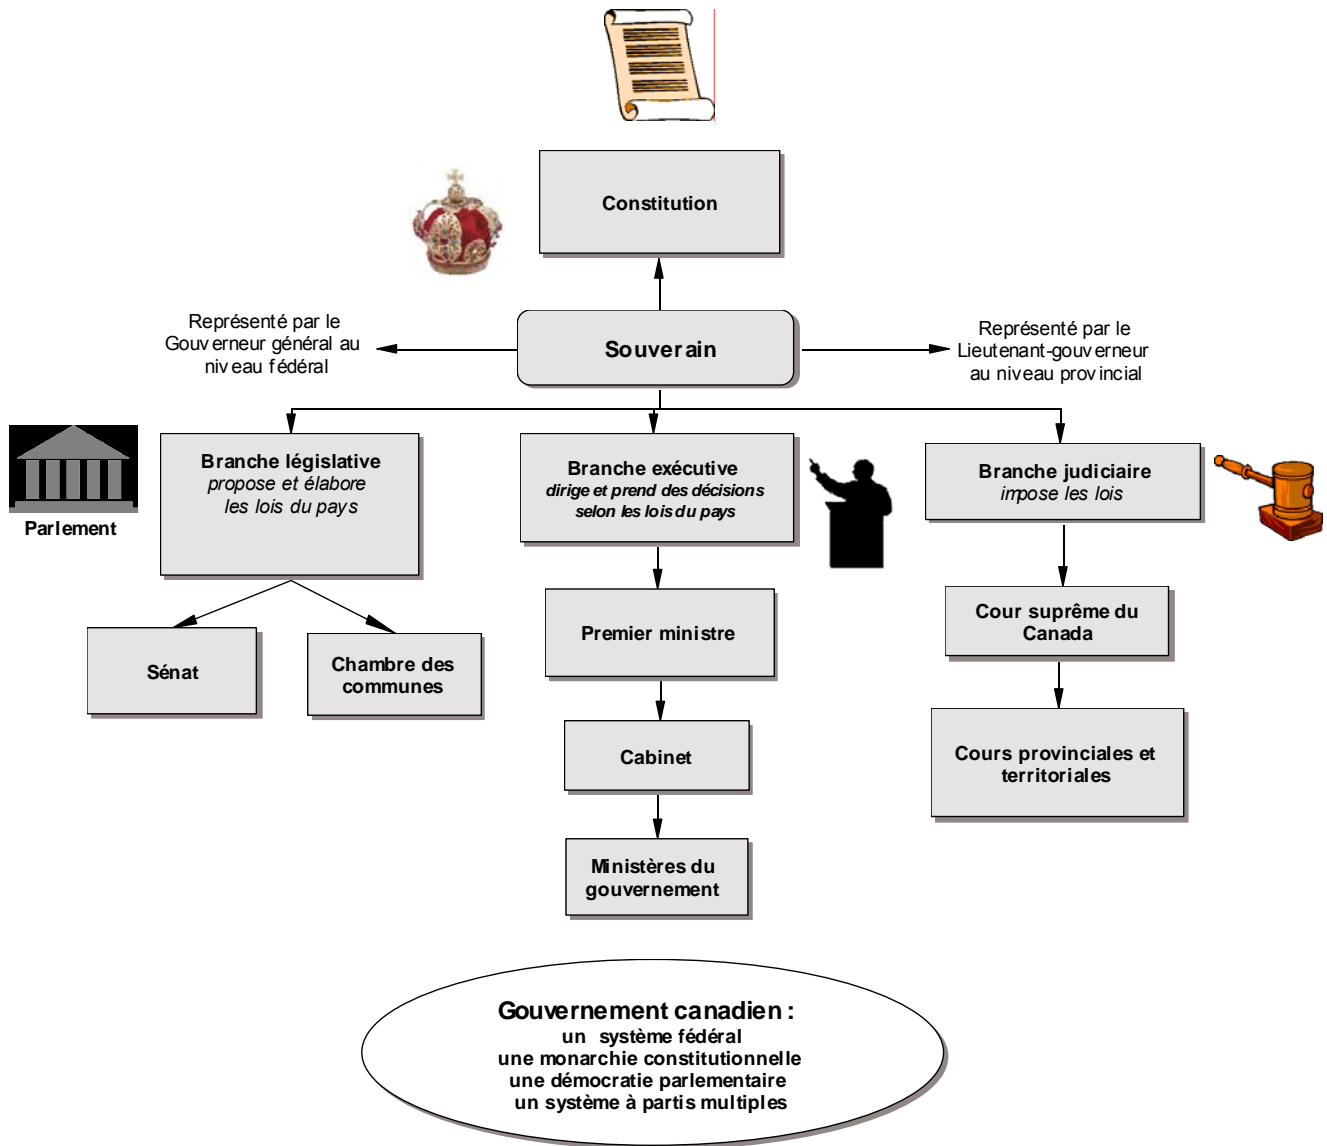 Constitution
Représenté par le
Gouverneur général au
niveau fédéral
Souverain
Représenté par le
Lieutenant-gouverneur
au niveau provincial
Parlement
Branche législative
propose et élabore
les lois du pays
Branche exécutive
dirige et prend des décisions
selon les lois du pays
Branche judiciaire
impose les lois
Sénat
Chambre des
communes
Premier ministre
Cour suprême du
Canada
Cabinet
Cours provinciales et
territoriales
Ministères du
gouvernement
Gouvernement canadien :
un système fédéral
une monarchie constitutionnelle
une démocratie parlementaire
un système à partis multiples